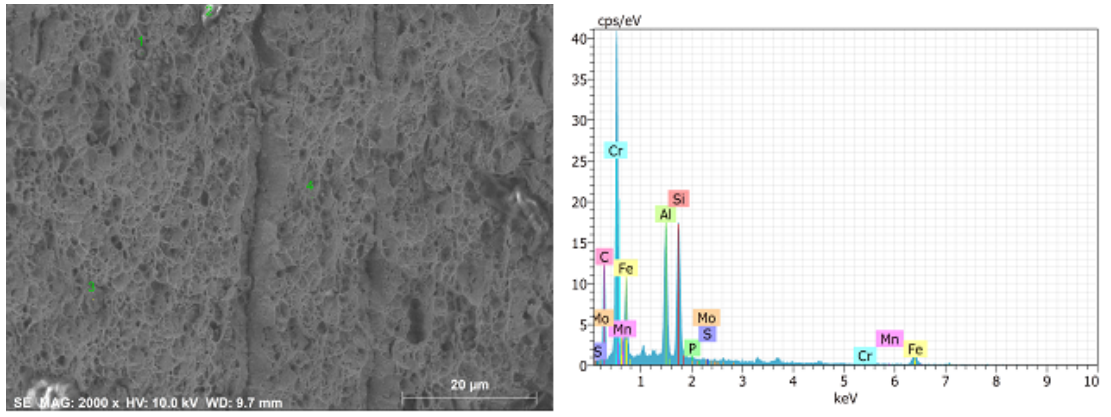 cps/eV
40
35
30
25
20
15
10
5
0
Cr
Si
Al
C
Fe
Mo
Mn
S
Mo
S
P
Mn
Cr
Fe
1 2 3 4 5 6 7 8 9 10
keV
20 µm
SE MAG: 2000 x HV: 10.0 kV WD: 9.7 mm